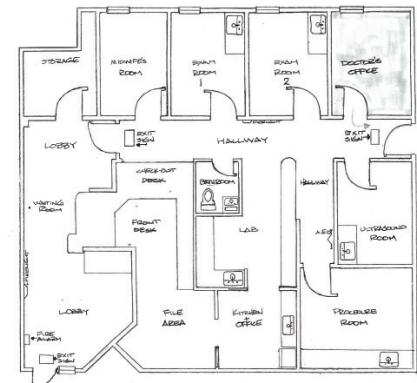 STORAGE
MIDWIFE'S
ROOM
EXAM
ROOM
1
EXAM
ROOM
2
DOCTOR'S
OFFICE
LOBBY
EXIT
SIGN
HALLWAY
EXIT
SIGN
CHECK-OUT
DESK
BATHROOM
HALLWAY
WAITING
ROOM
FRONT
DESK
LAB
ULTRASOUND
ROOM
LOBBY
FILE
AREA
KITCHEN
OFFICE
PROCEDURE
ROOM
FIRE
ALARM
EXIT
SIGN